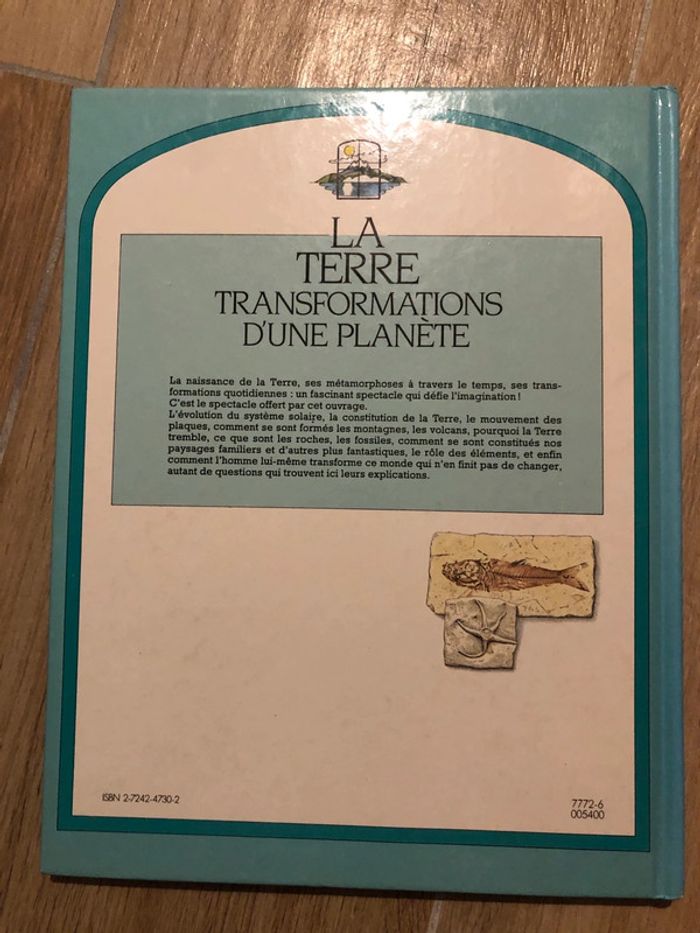 LA
TERRE
TRANSFORMATIONS
D'UNE PLANÈTE
La naissance de la Terre, ses métamorphoses à travers le temps, ses trans-
formations quotidiennes : un fascinant spectacle qui défie l'imagination !
C'est le spectacle offert par cet ouvrage.
L'évolution du système solaire, la constitution de la Terre, le mouvement des
plaques, comment se sont formés les montagnes, les volcans, pourquoi la Terre
tremble, ce que sont les roches, les fossiles, comment se sont constitués nos
paysages familiers et d'autres plus fantastiques, le rôle des éléments, et enfin
comment l'homme lui-même transforme ce monde qui n'en finit pas de changer,
autant de questions qui trouvent ici leurs explications.
ISBN 2-7242-4730-2
7772-6
005400